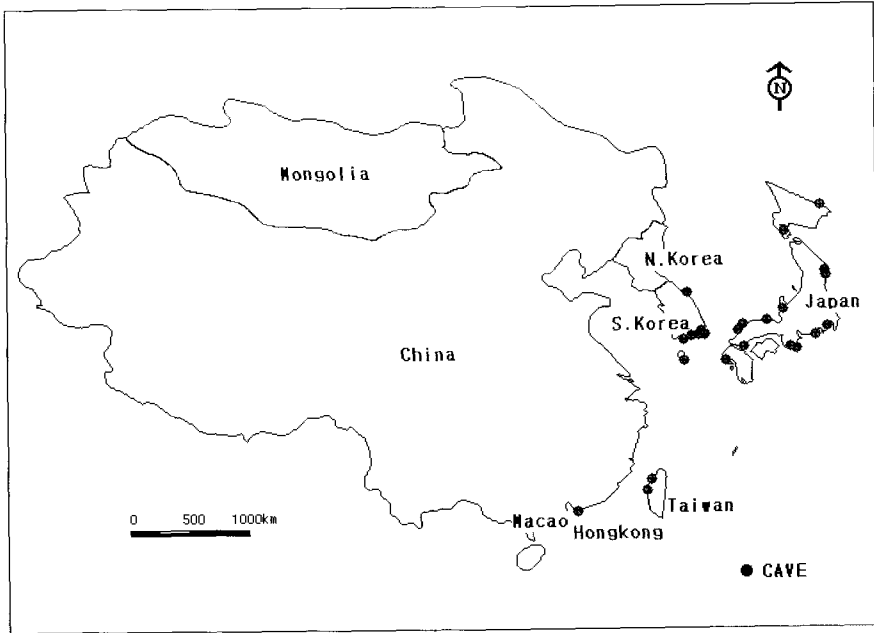 N
Mongolia
N.Korea
Japan
S.Korea
China
Taiwan
0 500 1000km
Macao
Hongkong
CAVE